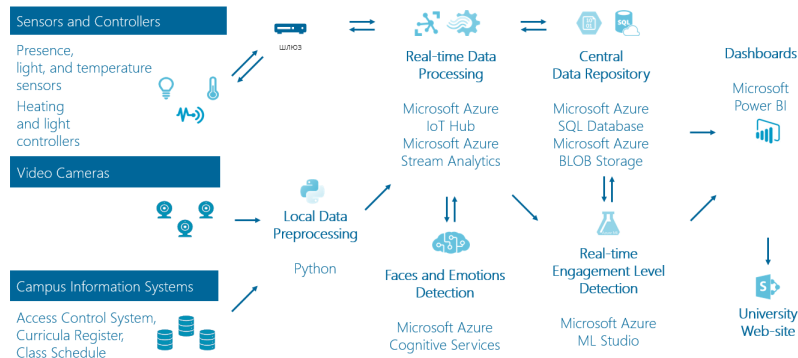 Sensors and Controllers
Presence,
light, and temperature
sensors
Heating
and light
controllers
Video Cameras
Campus Information Systems
Access Control System,
Curricula Register,
Class Schedule
шлюз
Local Data
Preprocessing
Python
Real-time Data
Processing
Microsoft Azure
IoT Hub
Microsoft Azure
Stream Analytics
Faces and Emotions
Detection
Microsoft Azure
Cognitive Services
SQL
Central
Data Repository
Microsoft Azure
SQL Database
Microsoft Azure
BLOB Storage
Real-time
Engagement Level
Detection
Microsoft Azure
ML Studio
Dashboards
Microsoft
Power BI
S
University
Web-site